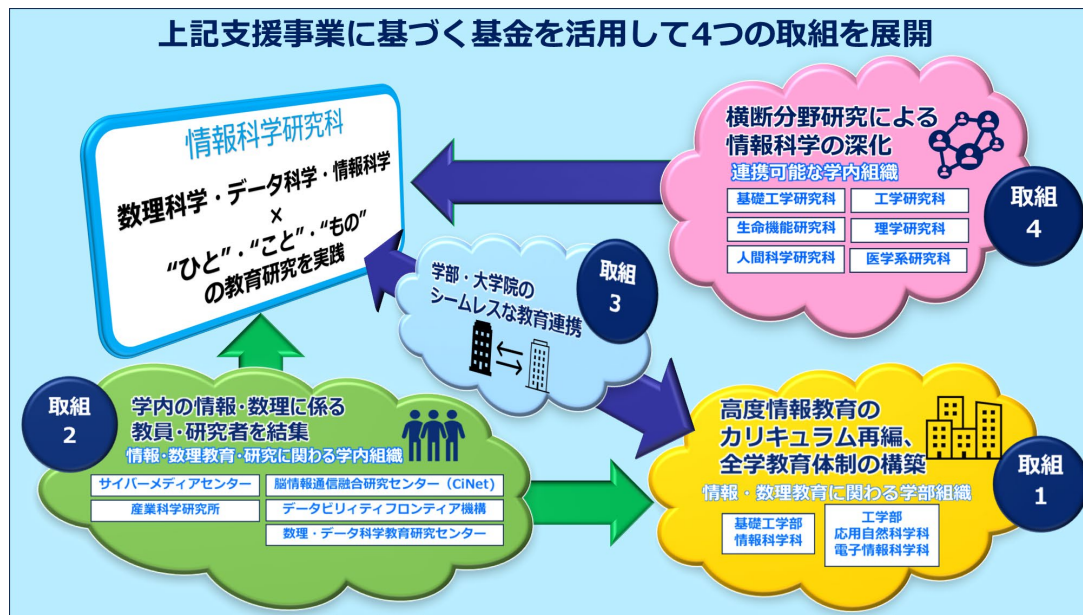 上記支援事業に基づく基金を活用して4つの取組を展開
情報科学研究科
数理科学・データ科学・情報科学
×
“ひと”・“こと”・“もの”
の教育研究を実践
横断分野研究による
情報科学の深化
連携可能な学内組織
基礎工学研究科
工学研究科
生命機能研究科
理学研究科
人間科学研究科
医学系研究科
取組
4
学部・大学院の
シームレスな教育連携
取組
3
取組
2
学内の情報・数理に係る
教員・研究者を結集
情報・数理教育・研究に関わる学内組織
サイバーメディアセンター
脳情報通信融合研究センター（CiNet)
産業科学研究所
データビリティフロンティア機構
数理・データ科学教育研究センター
高度情報教育の
カリキュラム再編、
全学教育体制の構築
情報・数理教育に関わる学部組織
基礎工学部
情報科学科
工学部
応用自然科学科
電子情報科学科
取組
1